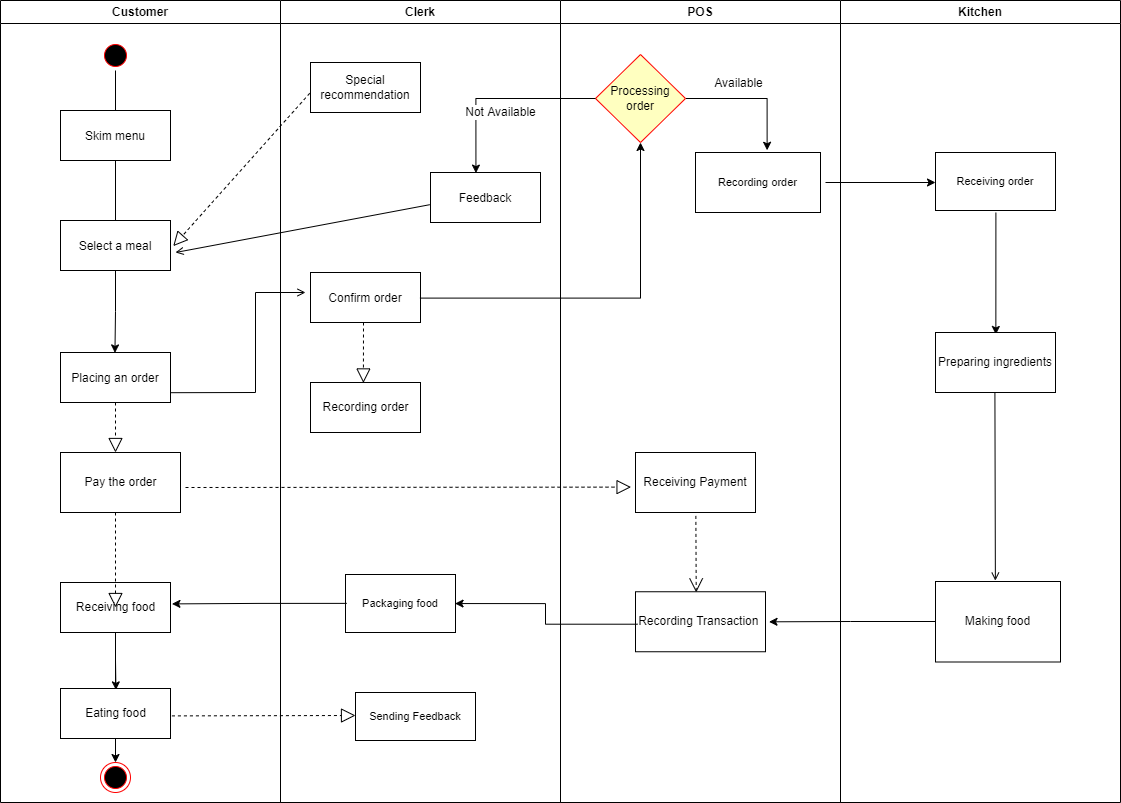 Customer
Clerk
POS
Kitchen
Special
recommendation
Processing
order
Available
Not Available
Skim menu
Recording order
Receiving order
Feedback
Select a meal
Confirm order
Preparing ingredients
Placing an order
Recording order
Pay the order
Receiving Payment
Receiving food
Packaging food
Recording Transaction
Making food
Eating food
Sending Feedback